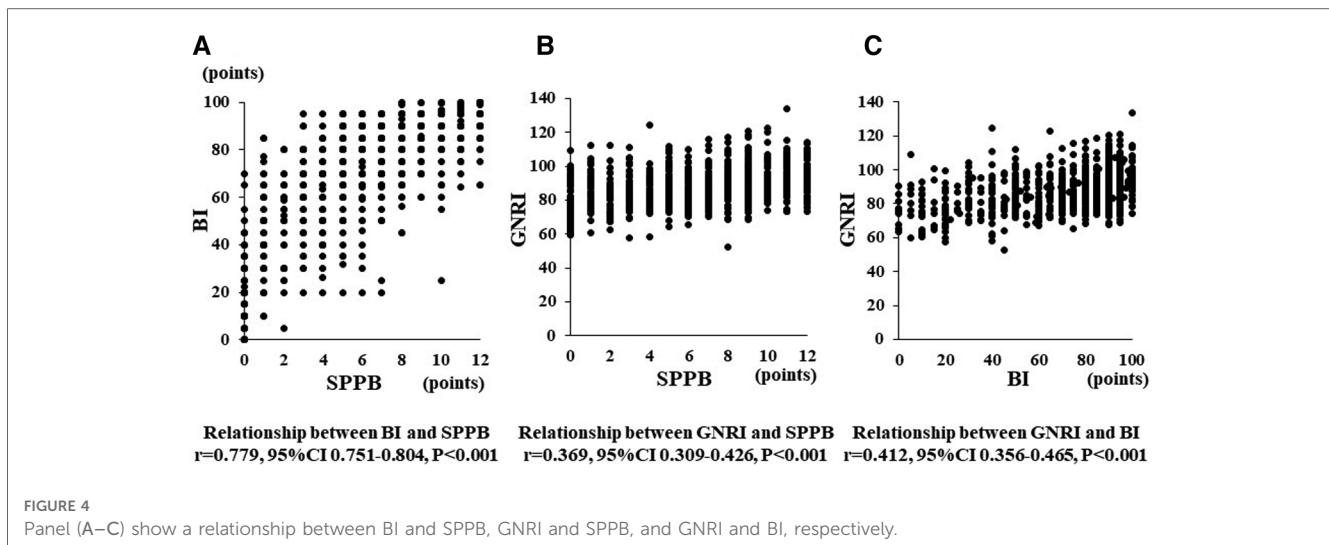 A
(points)
100
80
60
40
20
0
BI
0 2 4 6 8 10 12
SPPB (points)
Relationship between BI and SPPB
r=0.779, 95%CI 0.751-0.804, P<0.001
B
140
120
100
80
60
40
20
0
GNRI
0 2 4 6 8 10 12
SPPB (points)
Relationship between GNRI and SPPB
r=0.369, 95%CI 0.309-0.426, P<0.001
C
140
120
100
80
60
40
20
0
GNRI
0 20 40 60 80 100
BI (points)
Relationship between GNRI and BI
r=0.412, 95%CI 0.356-0.465, P<0.001
FIGURE 4
Panel (A–C) show a relationship between BI and SPPB, GNRI and SPPB, and GNRI and BI, respectively.